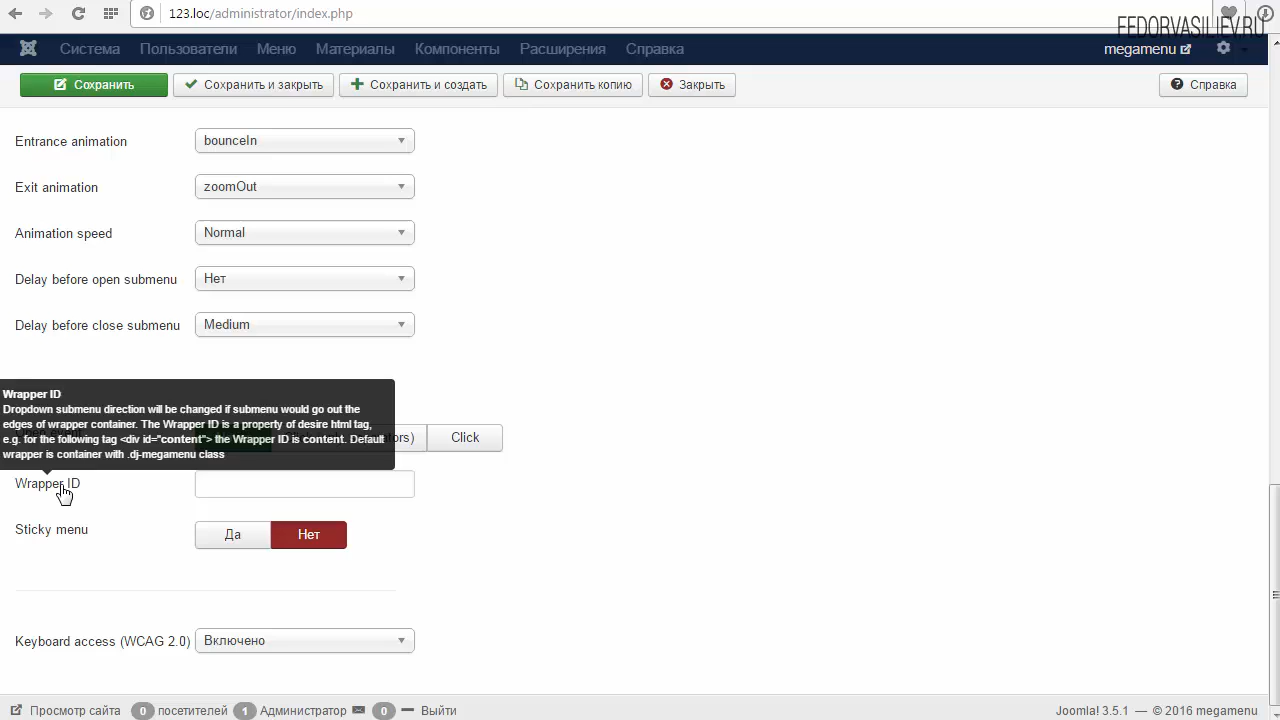 123.loc/administrator/index.php
FEDORVASILIEV.RU
Система Пользователи Меню Материалы Компоненты Расширения Справка megamenu
Сохранить Сохранить и закрыть Сохранить и создать Сохранить копию Закрыть Справка
Entrance animation bounceIn
Exit animation zoomOut
Animation speed Normal
Delay before open submenu Нет
Delay before close submenu Medium
Wrapper ID
Dropdown submenu direction will be changed if submenu would go out the
edges of wrapper container. The Wrapper ID is a property of desire html tag,
e.g. for the following tag <div id="content"> the Wrapper ID is content. Default
wrapper is container with .dj-megamenu class
Click
Wrapper ID
Sticky menu Да Нет
Keyboard access (WCAG 2.0) Включено
Просмотр сайта 0 посетителей 1 Администратор 0 Выйти Joomla! 3.5.1 — © 2016 megamenu